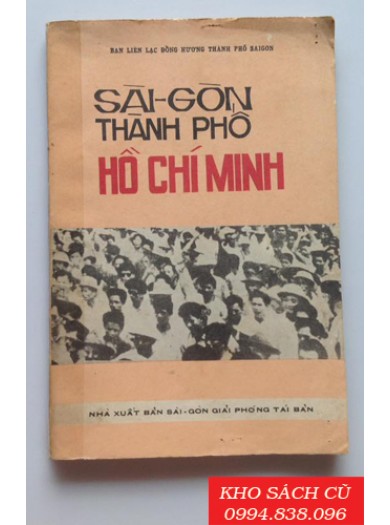 BAN LIÊN LẠC ĐỒNG HƯƠNG THÀNH PHỐ SAIGON
SÀI-GÒN
THÀNH PHỐ
HỒ CHÍ MINH
NHÀ XUẤT BẢN SÀI-GÒN GIẢI PHÓNG TÁI BẢN
KHO SÁCH CŨ
0994.838.096